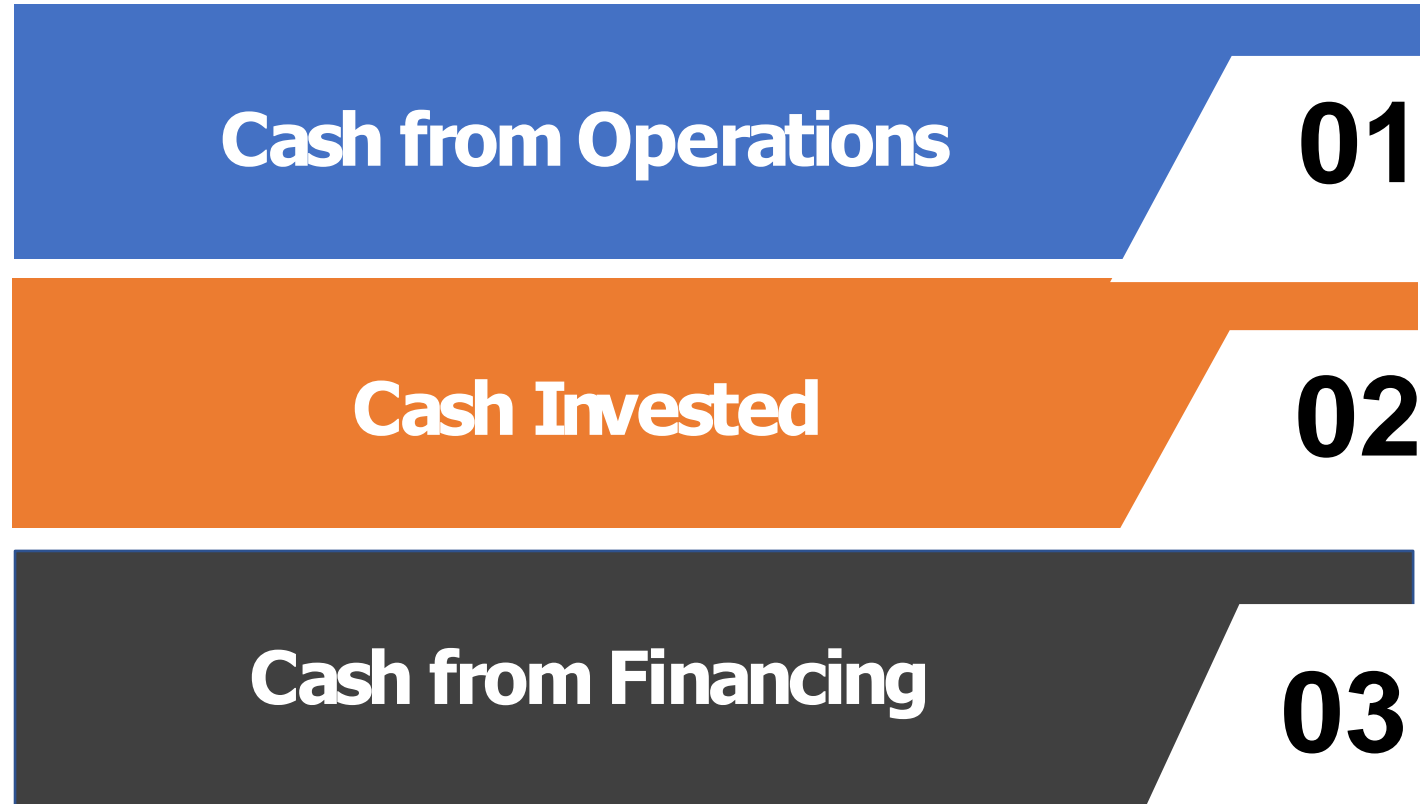 Cash from Operations
01
Cash Invested
02
Cash from Financing
03